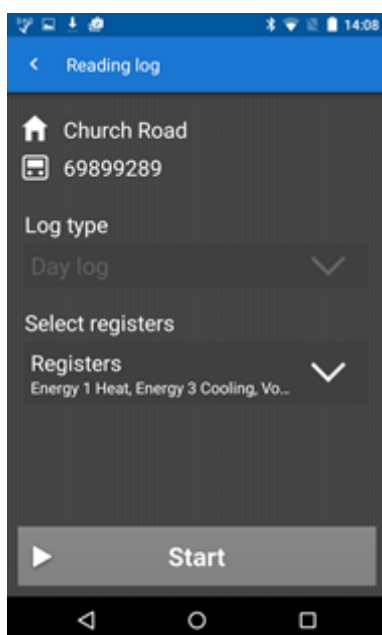 14:08
Reading log
Church Road
69899289
Log type
Day log
Select registers
Registers
Energy 1 Heat, Energy 3 Cooling, Vo...
Start